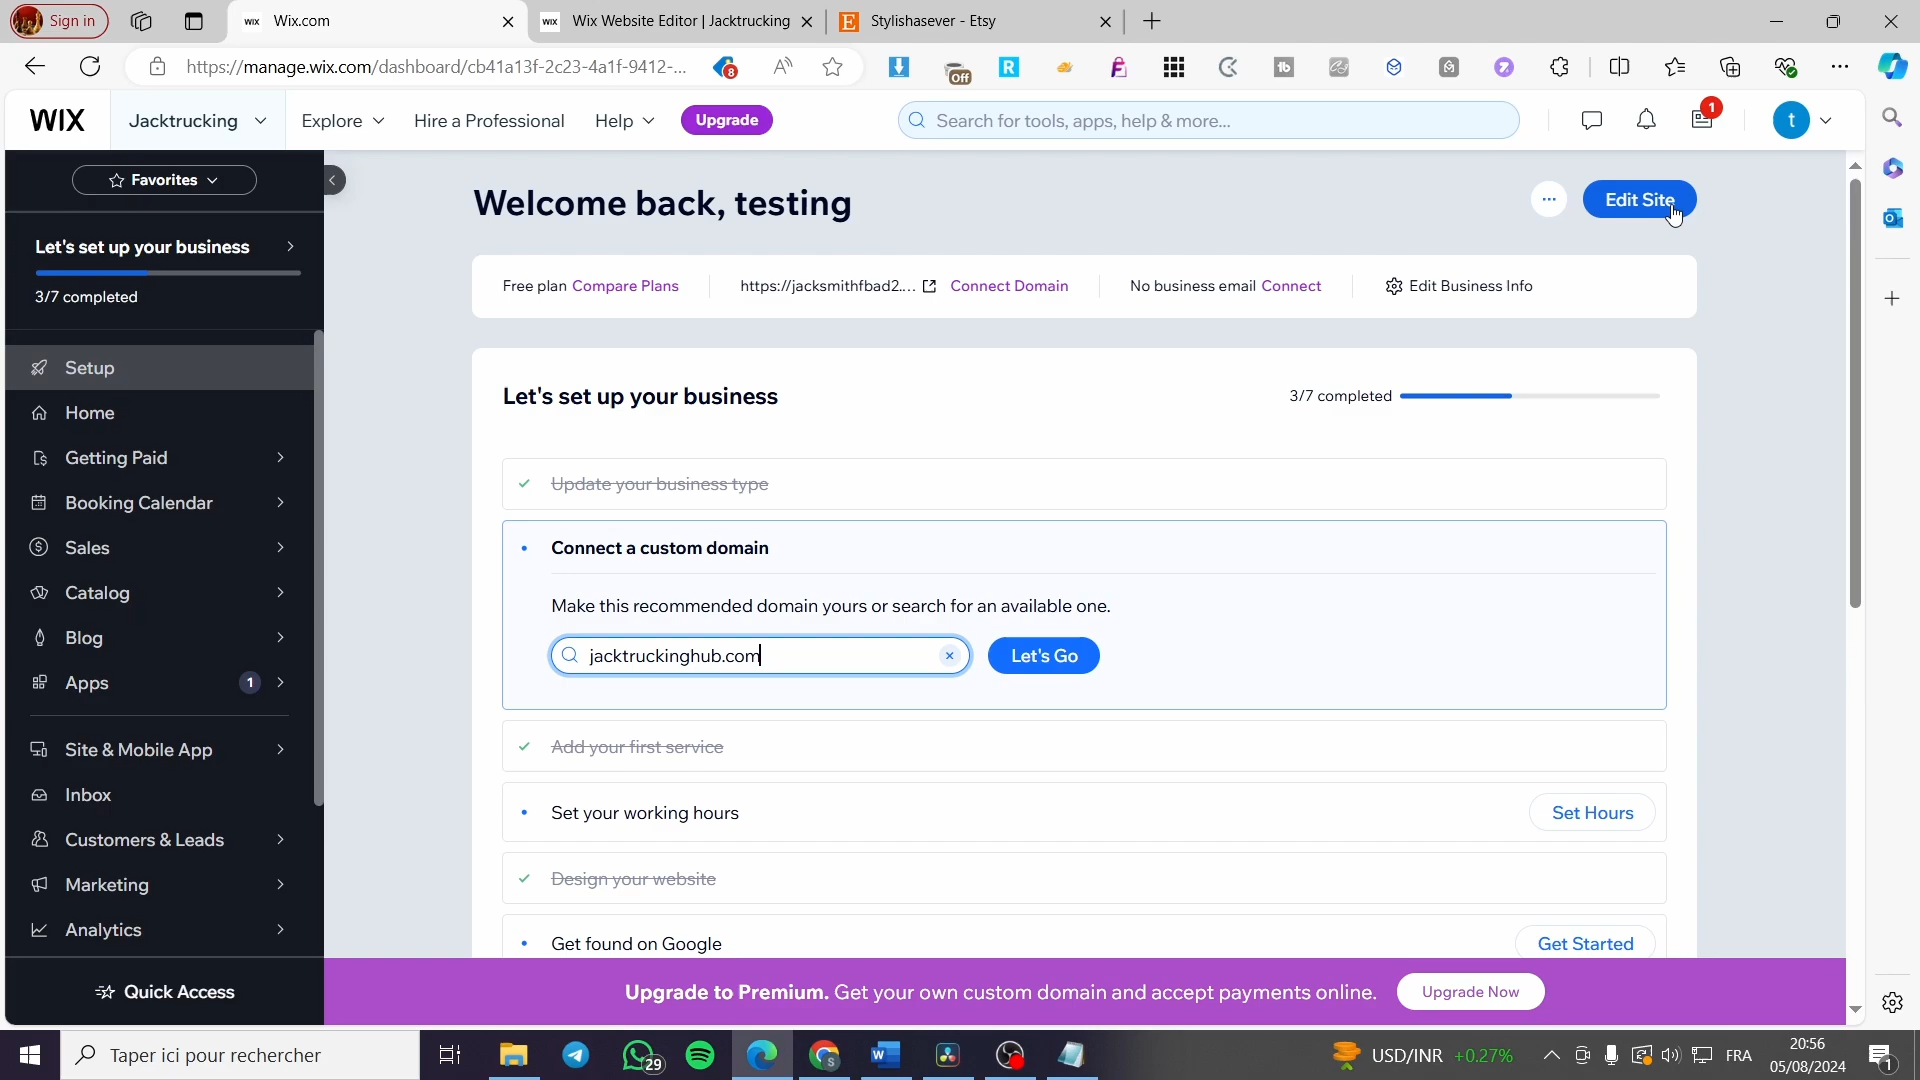 Sign in
WIX Wix.com
WIX Wix Website Editor | Jacktrucking
E Stylishasever - Etsy
https://manage.wix.com/dashboard/cb41a13f-2c23-4a1f-9412-...
8
Off
R
tb
WIX
Jacktrucking
Explore
Hire a Professional
Help
Upgrade
Search for tools, apps, help & more...
1
t
Favorites
Let's set up your business
3/7 completed
Setup
Home
Getting Paid
Booking Calendar
Sales
Catalog
Blog
Apps 1
Site & Mobile App
Inbox
Customers & Leads
Marketing
Analytics
Quick Access
Welcome back, testing
Edit Site
Free plan Compare Plans
https://jacksmithfbad2.... Connect Domain
No business email Connect
Edit Business Info
Let's set up your business
3/7 completed
Update your business type
Connect a custom domain
Make this recommended domain yours or search for an available one.
jacktruckinghub.com
Let's Go
Add your first service
Set your working hours
Set Hours
Design your website
Get found on Google
Get Started
Upgrade to Premium. Get your own custom domain and accept payments online.
Upgrade Now
Taper ici pour rechercher
29
USD/INR +0.27%
FRA
20:56
05/08/2024
1